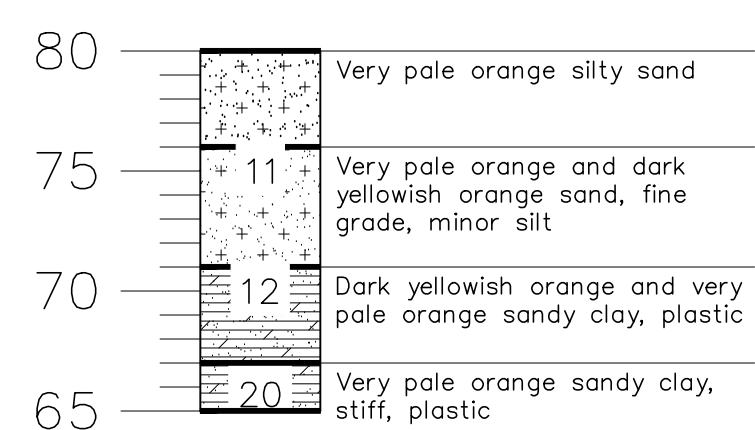 80
Very pale orange silty sand
75
11
Very pale orange and dark
yellowish orange sand, fine
grade, minor silt
70
12
Dark yellowish orange and very
pale orange sandy clay, plastic
65
20
Very pale orange sandy clay,
stiff, plastic